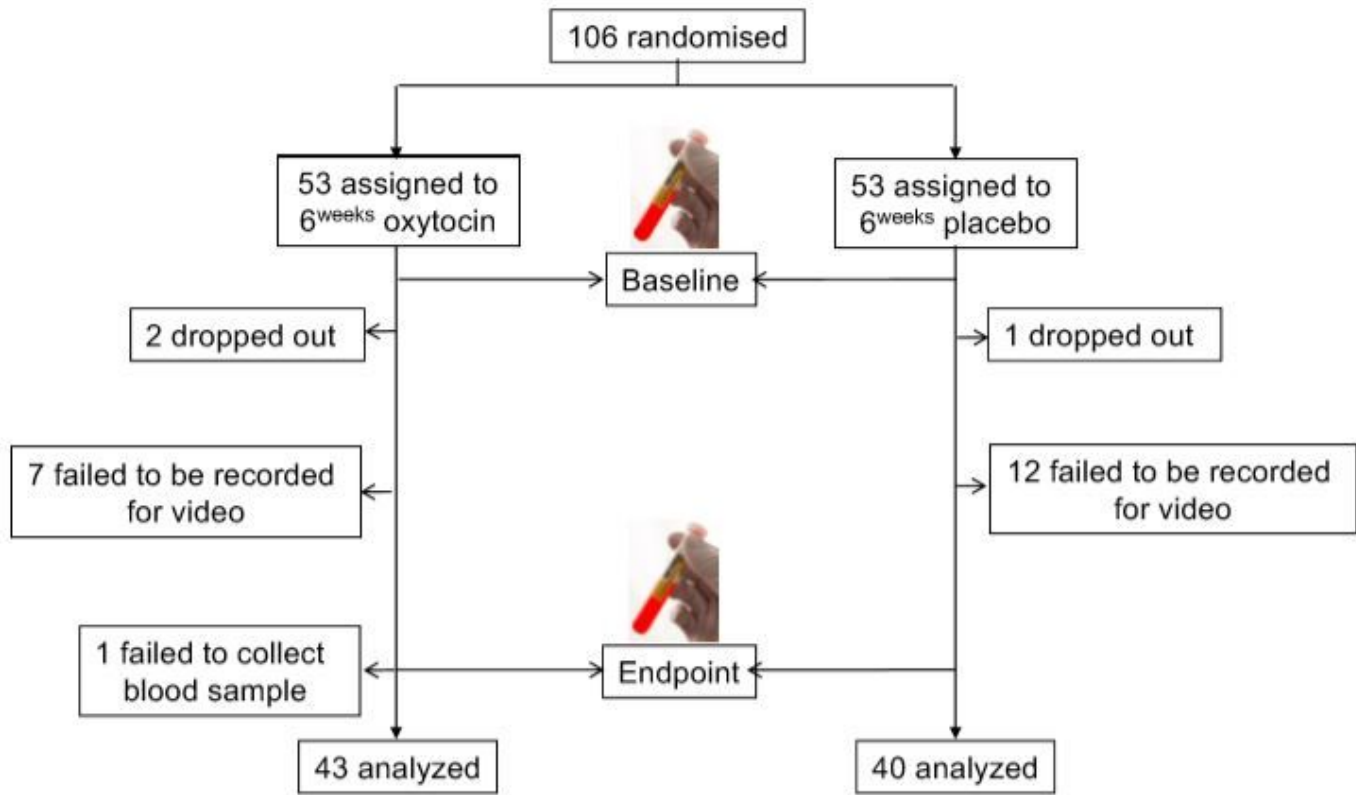 106 randomised
53 assigned to
6weeks oxytocin
53 assigned to
6weeks placebo
Baseline
2 dropped out
1 dropped out
7 failed to be recorded
for video
12 failed to be recorded
for video
1 failed to collect
blood sample
Endpoint
43 analyzed
40 analyzed